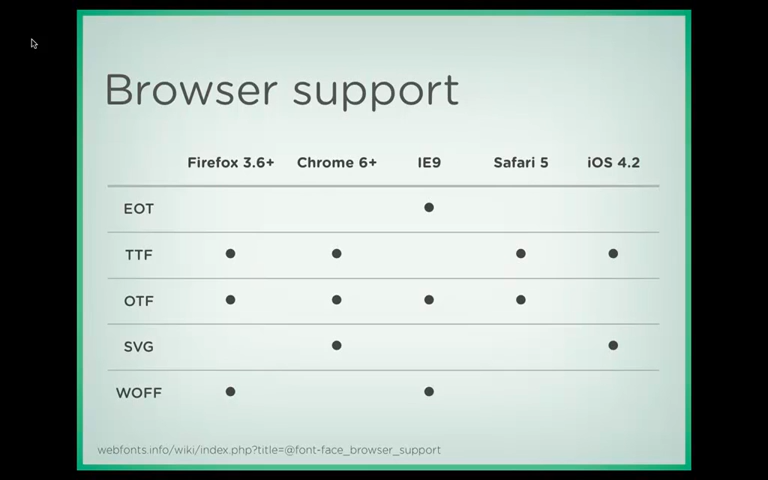 Browser support
Firefox 3.6+ Chrome 6+ IE9 Safari 5 iOS 4.2
EOT ●
TTF ● ● ● ●
OTF ● ● ● ●
SVG ● ●
WOFF ● ●
webfonts.info/wiki/index.php?title=@font-face_browser_support